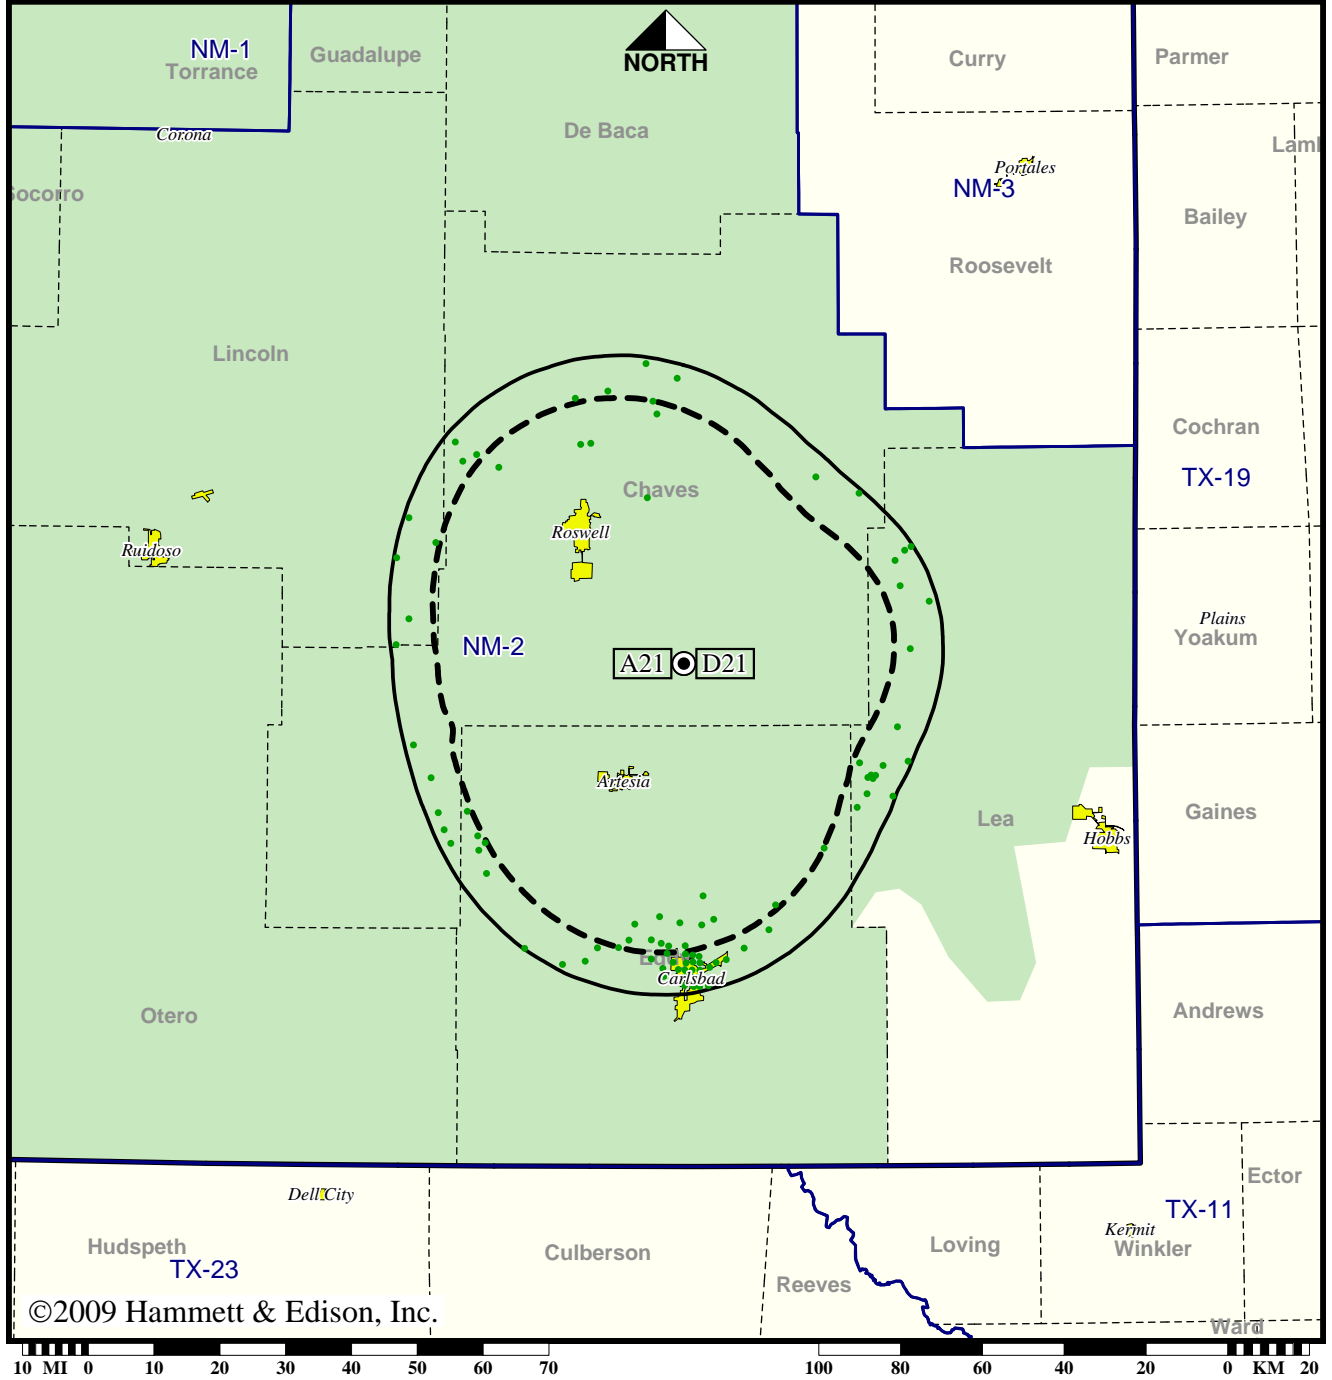 NM-1
Torrance
Guadalupe
NORTH
Curry
Parmer
Corona
De Baca
Portales
NM-3
Socorro
Bailey
Roosevelt
Lincoln
Cochran
TX-19
Chaves
Roswell
Ruidoso
Plains
Yoakum
NM-2
A21
D21
Artesia
Lea
Gaines
Hobbs
Carlsbad
Otero
Andrews
Ector
Dell City
TX-11
Kermit
Winkler
Hudspeth
TX-23
Culberson
Loving
Reeves
©2009 Hammett & Edison, Inc.
Ward
10 MI 0 10 20 30 40 50 60 70
100 80 60 40 20 0 KM 20